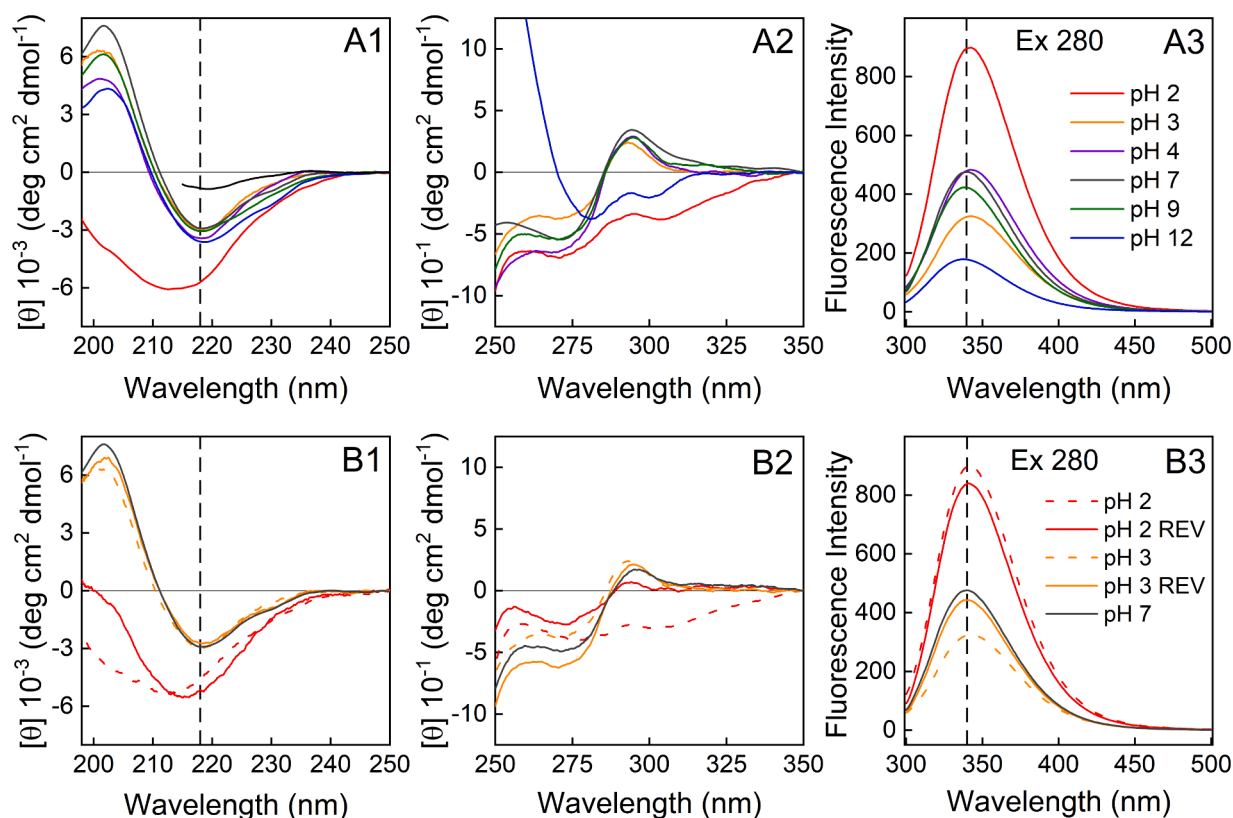 A1
6
3
0
-3
-6
[θ] 10⁻³ (deg cm² dmol⁻¹)
200 210 220 230 240 250
Wavelength (nm)
A2
10
5
0
-5
-10
[θ] 10⁻¹ (deg cm² dmol⁻¹)
250 275 300 325 350
Wavelength (nm)
Ex 280 A3
800
600
400
200
0
Fluorescence Intensity
pH 2
pH 3
pH 4
pH 7
pH 9
pH 12
300 350 400 450 500
Wavelength (nm)
B1
6
3
0
-3
-6
[θ] 10⁻³ (deg cm² dmol⁻¹)
200 210 220 230 240 250
Wavelength (nm)
B2
10
5
0
-5
-10
[θ] 10⁻¹ (deg cm² dmol⁻¹)
250 275 300 325 350
Wavelength (nm)
Ex 280 B3
800
600
400
200
0
Fluorescence Intensity
pH 2
pH 2 REV
pH 3
pH 3 REV
pH 7
300 350 400 450 500
Wavelength (nm)